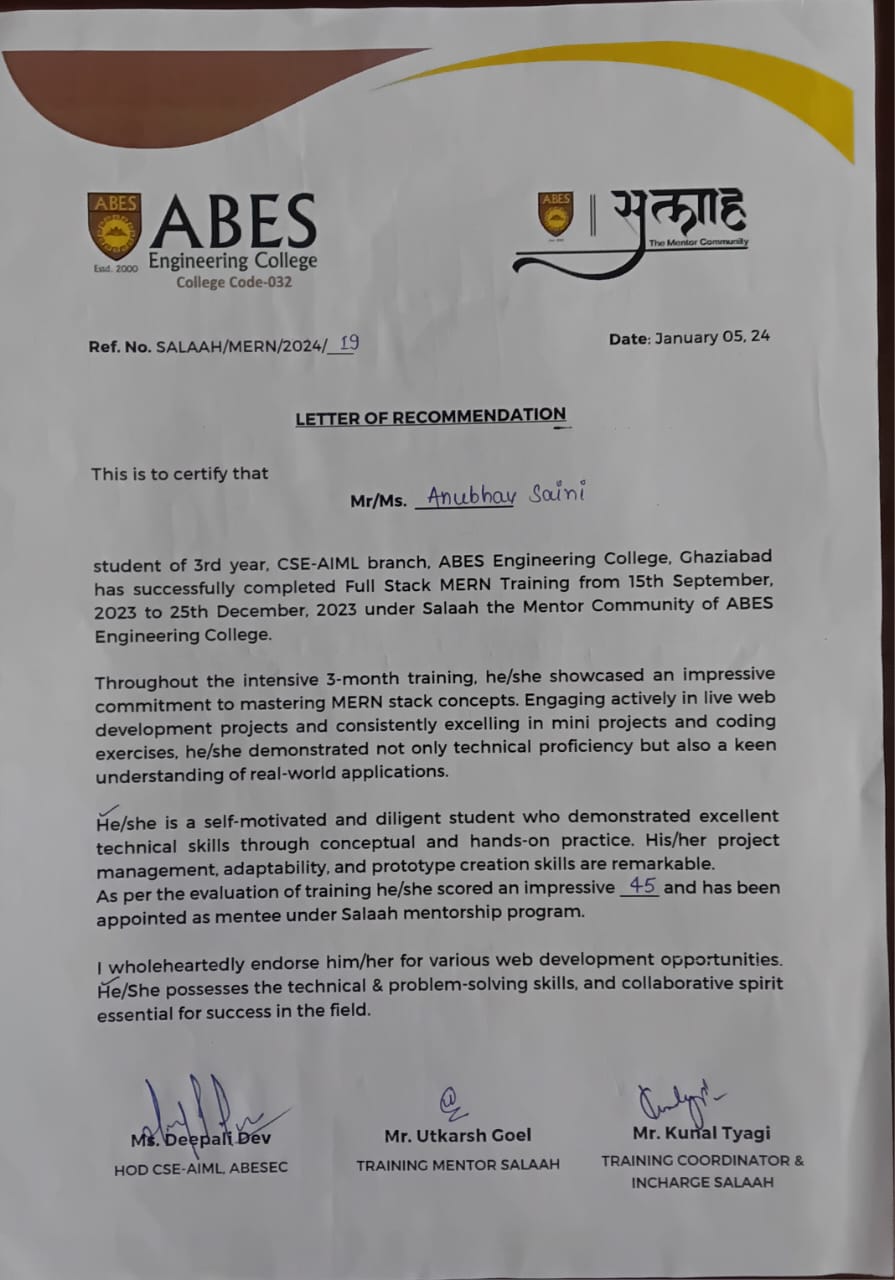 ABES
ABES
Engineering College
Estd. 2000
College Code-032
ABES
सलाह
The Mentor Community
Ref. No. SALAAH/MERN/2024/ 19
Date: January 05, 24
LETTER OF RECOMMENDATION
This is to certify that
Mr/Ms. Anubhav Saini
student of 3rd year, CSE-AIML branch, ABES Engineering College, Ghaziabad
has successfully completed Full Stack MERN Training from 15th September,
2023 to 25th December, 2023 under Salaah the Mentor Community of ABES
Engineering College.
Throughout the intensive 3-month training, he/she showcased an impressive
commitment to mastering MERN stack concepts. Engaging actively in live web
development projects and consistently excelling in mini projects and coding
exercises, he/she demonstrated not only technical proficiency but also a keen
understanding of real-world applications.
He/she is a self-motivated and diligent student who demonstrated excellent
technical skills through conceptual and hands-on practice. His/her project
management, adaptability, and prototype creation skills are remarkable.
As per the evaluation of training he/she scored an impressive 45 and has been
appointed as mentee under Salaah mentorship program.
I wholeheartedly endorse him/her for various web development opportunities.
He/She possesses the technical & problem-solving skills, and collaborative spirit
essential for success in the field.
Ms. Deepali Dev
HOD CSE-AIML, ABESEC
Mr. Utkarsh Goel
TRAINING MENTOR SALAAH
Mr. Kunal Tyagi
TRAINING COORDINATOR &
INCHARGE SALAAH